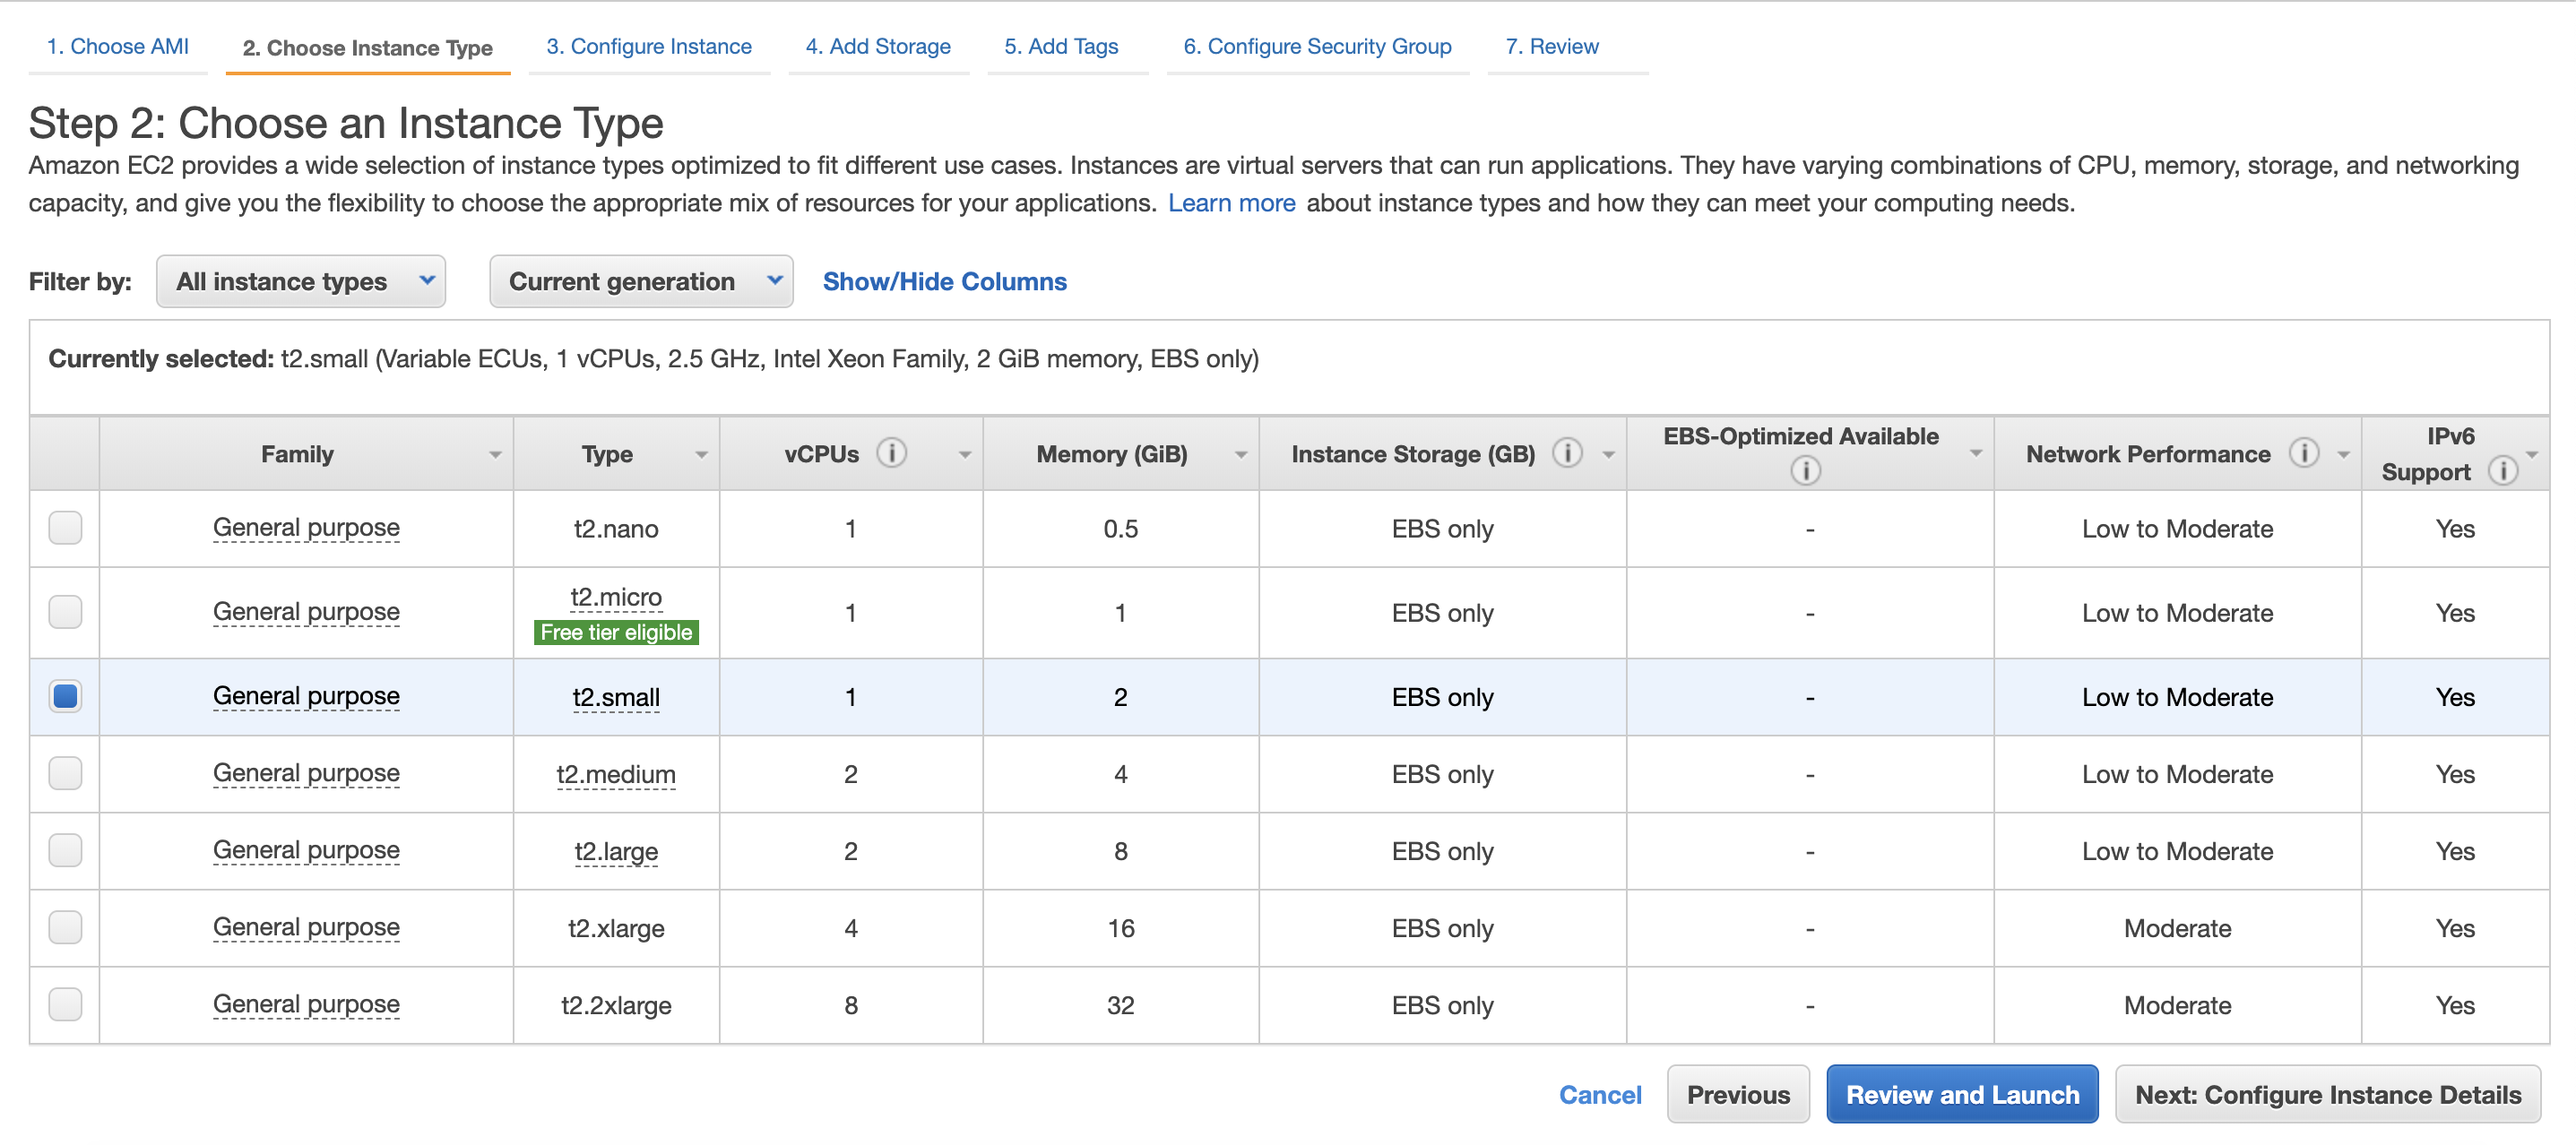 1. Choose AMI 2. Choose Instance Type 3. Configure Instance 4. Add Storage 5. Add Tags 6. Configure Security Group 7. Review
Step 2: Choose an Instance Type
Amazon EC2 provides a wide selection of instance types optimized to fit different use cases. Instances are virtual servers that can run applications. They have varying combinations of CPU, memory, storage, and networking
capacity, and give you the flexibility to choose the appropriate mix of resources for your applications. Learn more about instance types and how they can meet your computing needs.
Filter by: All instance types Current generation Show/Hide Columns
Currently selected: t2.small (Variable ECUs, 1 vCPUs, 2.5 GHz, Intel Xeon Family, 2 GiB memory, EBS only)
Family Type vCPUs i Memory (GiB) Instance Storage (GB) i EBS-Optimized Available i Network Performance i IPv6 Support i
General purpose t2.nano 1 0.5 EBS only - Low to Moderate Yes
General purpose t2.micro Free tier eligible 1 1 EBS only - Low to Moderate Yes
General purpose t2.small 1 2 EBS only - Low to Moderate Yes
General purpose t2.medium 2 4 EBS only - Low to Moderate Yes
General purpose t2.large 2 8 EBS only - Low to Moderate Yes
General purpose t2.xlarge 4 16 EBS only - Moderate Yes
General purpose t2.2xlarge 8 32 EBS only - Moderate Yes
Cancel Previous Review and Launch Next: Configure Instance Details